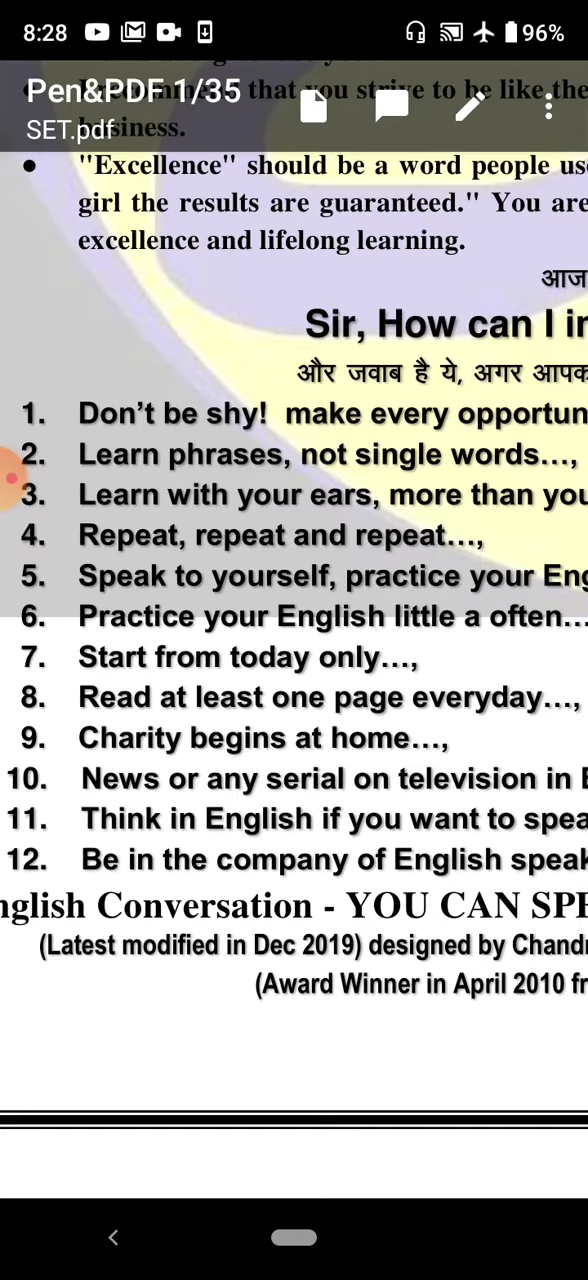 8:28
96%
Pen&PDF 1/35
that you strive to be like the
SET.pdf
business.
● "Excellence" should be a word people us
girl the results are guaranteed." You are
excellence and lifelong learning.
आज
Sir, How can I i
और जवाब है ये, अगर आपक
1. Don't be shy! make every opportun
2. Learn phrases, not single words...,
3. Learn with your ears, more than you
4. Repeat, repeat and repeat...,
5. Speak to yourself, practice your Eng
6. Practice your English little a often...
7. Start from today only...,
8. Read at least one page everyday...,
9. Charity begins at home...,
10. News or any serial on television in E
11. Think in English if you want to spea
12. Be in the company of English speak
nglish Conversation - YOU CAN SPE
(Latest modified in Dec 2019) designed by Chand
(Award Winner in April 2010 fr